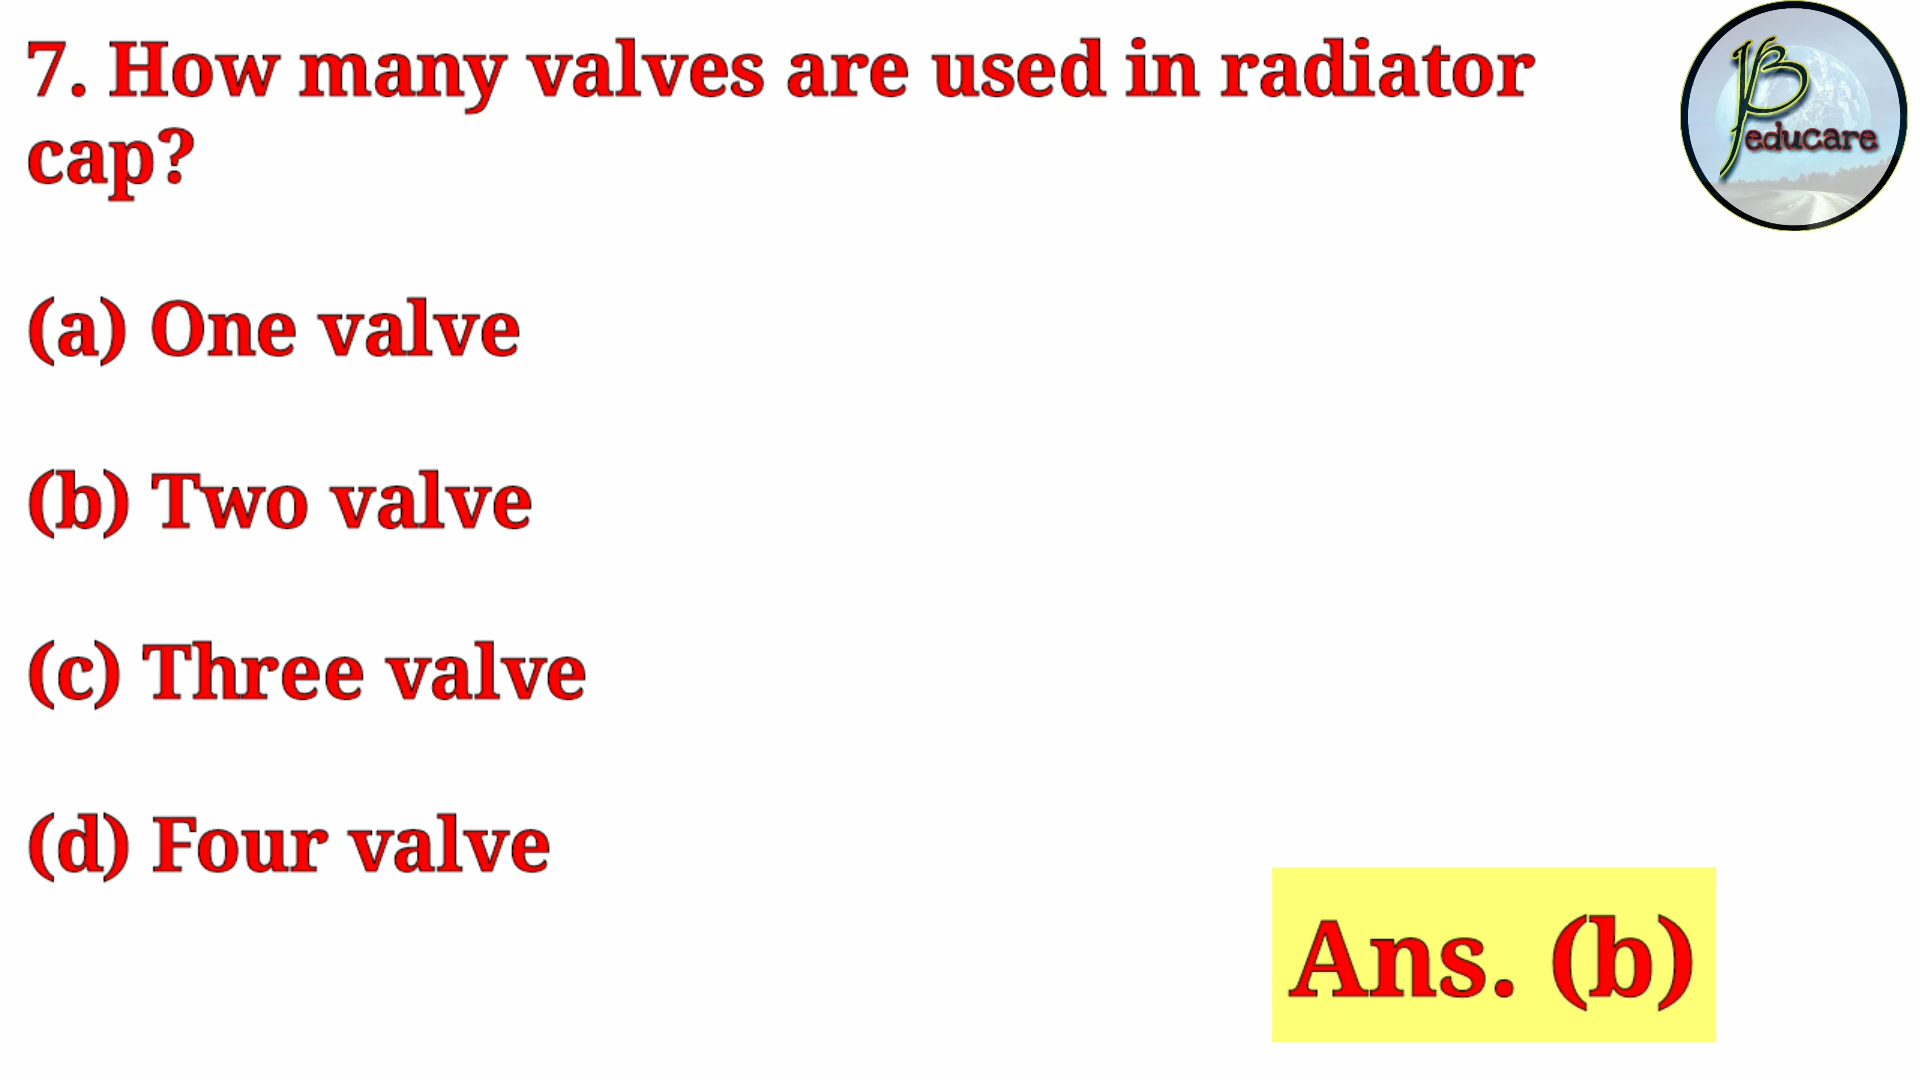 7. How many valves are used in radiator
cap?
(a) One valve
(b) Two valve
(c) Three valve
(d) Four valve
Ans. (b)
educare